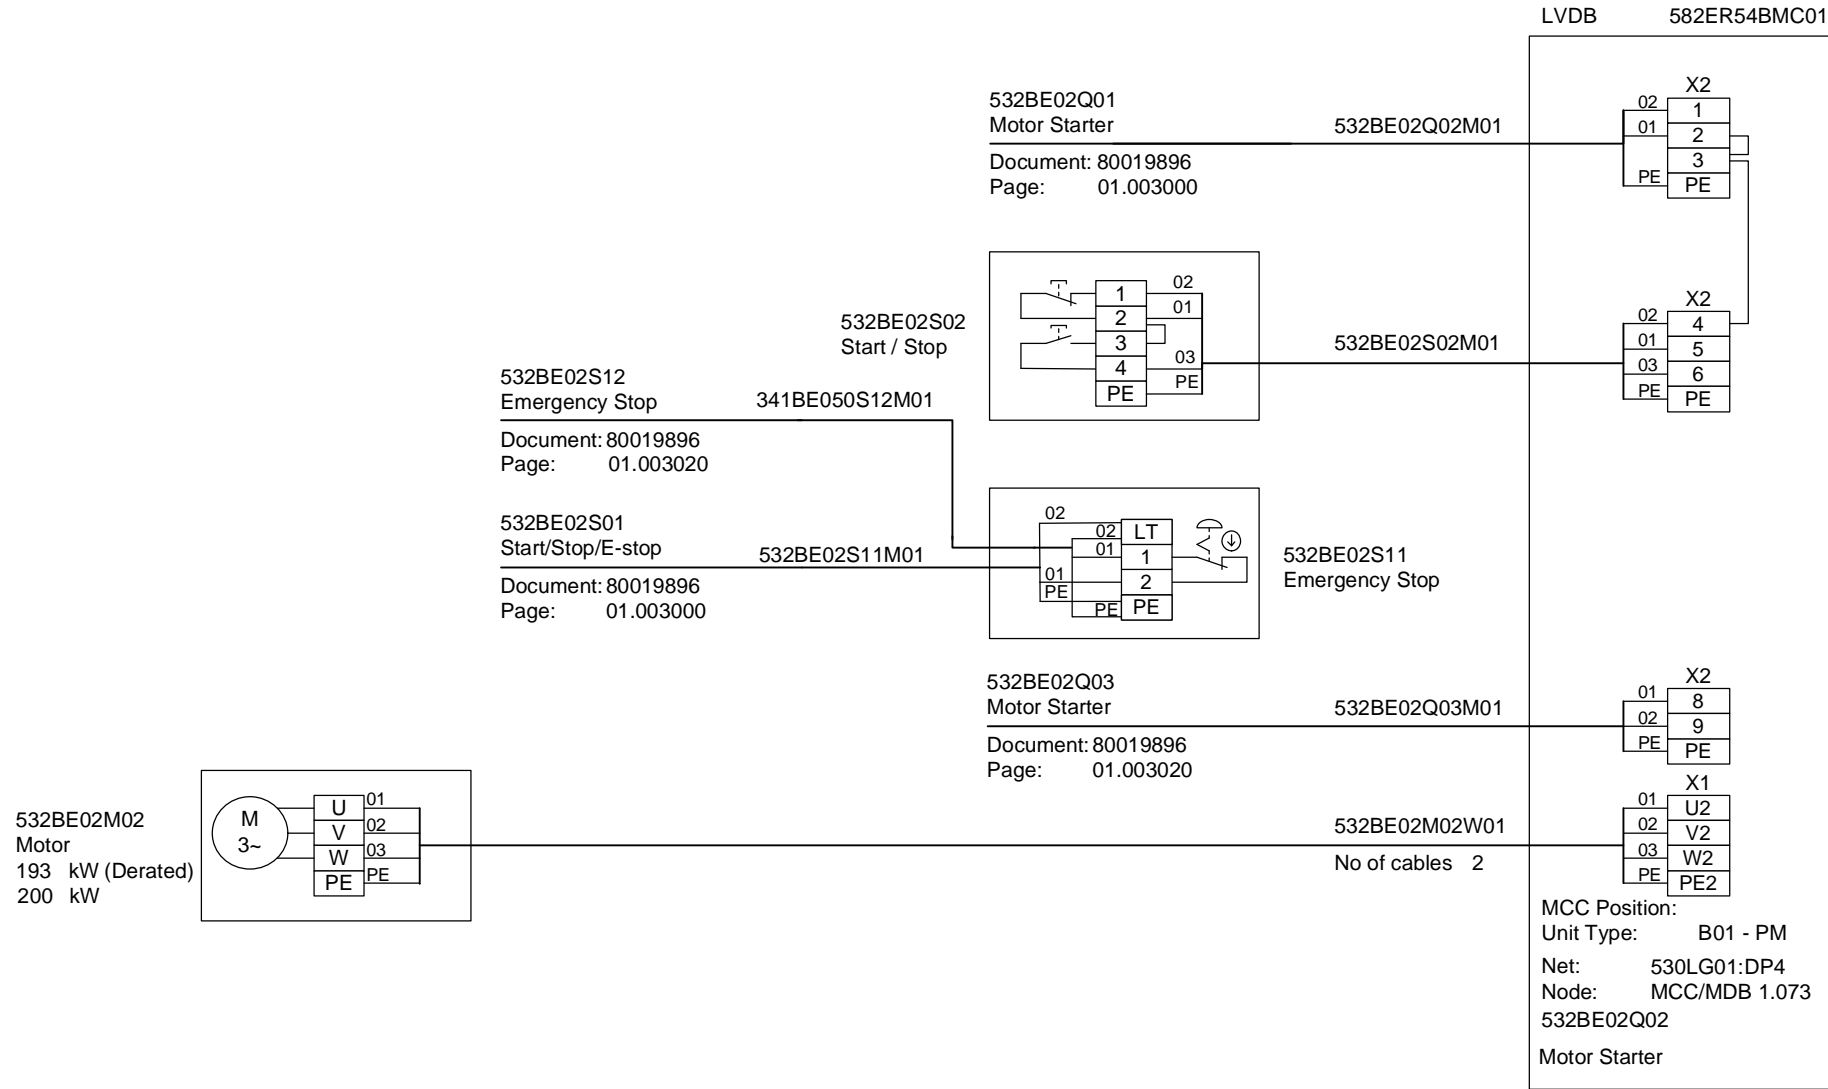 LVDB 582ER54BMC01
532BE02Q01
Motor Starter
532BE02Q02M01
Document: 80019896
Page: 01.003000
X2
02 1
01 2
3
PE PE
532BE02S02
Start / Stop
1 02
2 01
3
4 03
PE PE
532BE02S02M01
X2
02 4
01 5
03 6
PE PE
532BE02S12
Emergency Stop
341BE050S12M01
Document: 80019896
Page: 01.003020
532BE02S01
Start/Stop/E-stop
532BE02S11M01
Document: 80019896
Page: 01.003000
02
02 LT
01 1
01 2
PE
PE PE
532BE02S11
Emergency Stop
532BE02Q03
Motor Starter
532BE02Q03M01
Document: 80019896
Page: 01.003020
X2
01 8
02 9
PE PE
532BE02M02
Motor
193 kW (Derated)
200 kW
M
3~
U 01
V 02
W 03
PE PE
532BE02M02W01
No of cables 2
X1
01 U2
02 V2
03 W2
PE PE2
MCC Position:
Unit Type: B01 - PM
Net: 530LG01:DP4
Node: MCC/MDB 1.073
532BE02Q02
Motor Starter